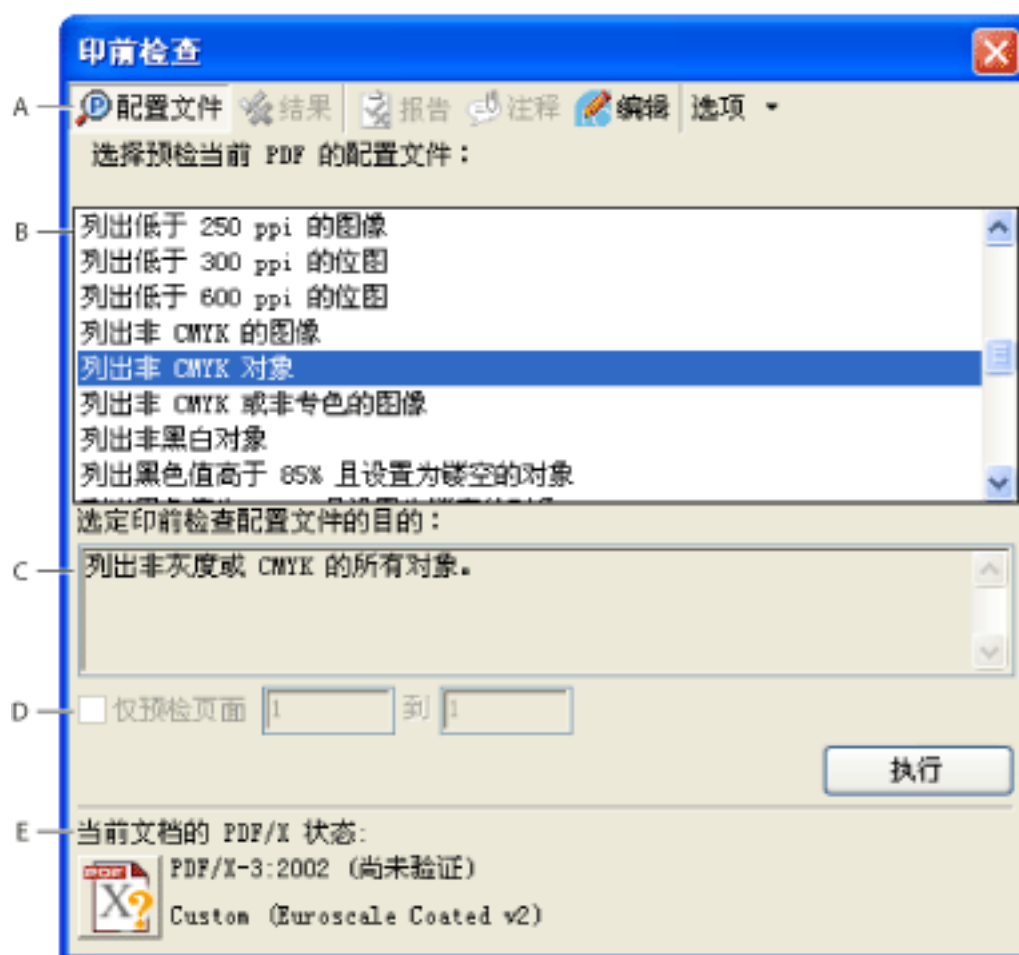 印前检查
A 配置文件 结果 报告 注释 编辑 选项
选择预检当前 PDF 的配置文件：
B 列出低于 250 ppi 的图像
列出低于 300 ppi 的位图
列出低于 600 ppi 的位图
列出非 CMYK 的图像
列出非 CMYK 对象
列出非 CMYK 或非专色的图像
列出非黑白对象
列出黑色值高于 85% 且设置为镂空的对象
选定印前检查配置文件的目的：
C 列出非灰度或 CMYK 的所有对象。
D 仅预检页面 1 到 1
执行
E 当前文档的 PDF/X 状态:
PDF/X-3:2002 (尚未验证)
Custom (Euroscale Coated v2)